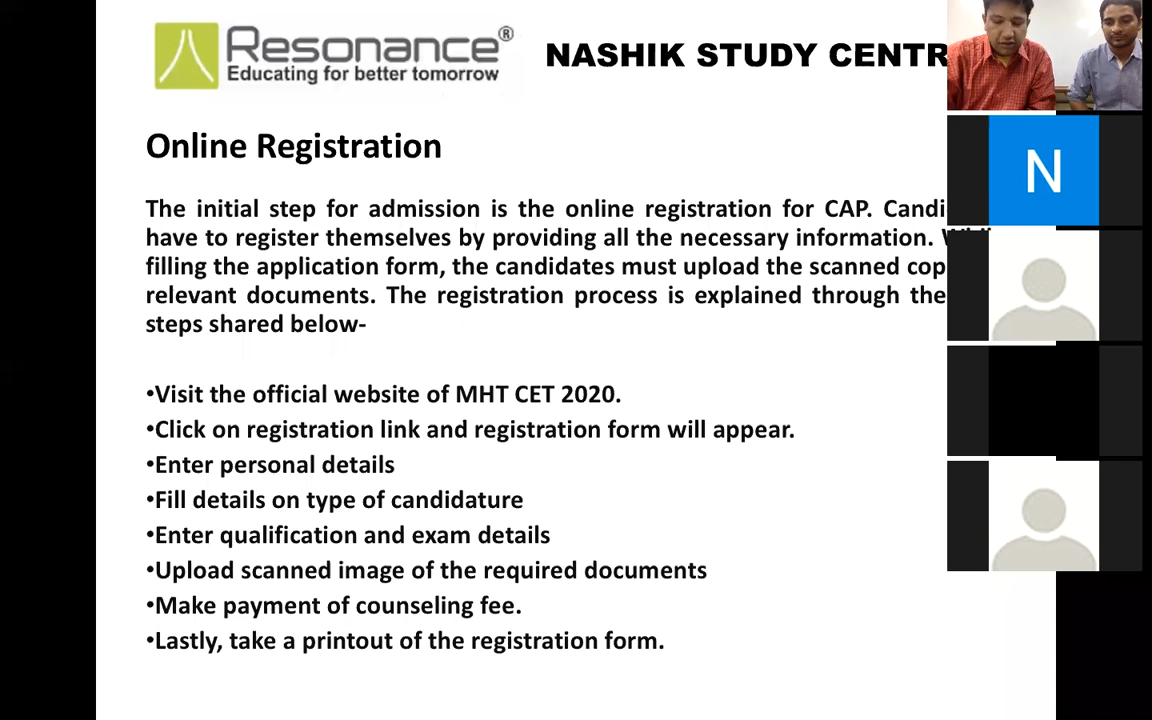 Resonance®
Educating for better tomorrow
NASHIK STUDY CENTR
Online Registration
The initial step for admission is the online registration for CAP. Candi
have to register themselves by providing all the necessary information.
filling the application form, the candidates must upload the scanned cop
relevant documents. The registration process is explained through the
steps shared below-
•Visit the official website of MHT CET 2020.
•Click on registration link and registration form will appear.
•Enter personal details
•Fill details on type of candidature
•Enter qualification and exam details
•Upload scanned image of the required documents
•Make payment of counseling fee.
•Lastly, take a printout of the registration form.
N